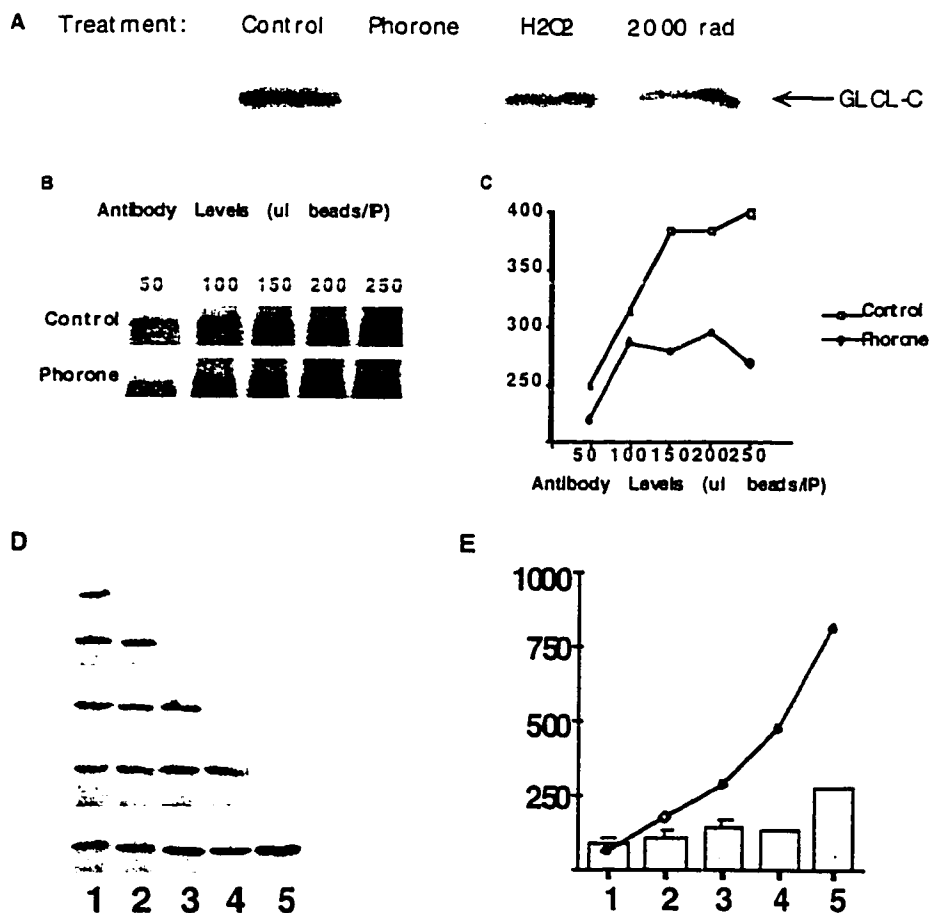 A Treatment: Control Phorone H2O2 2000 rad
GLCL-C
B
Antibody Levels (ul beads/IP)
50 100 150 200 250
Control
Phorone
C
400
350
300
250
50 100 150 200 250
Antibody Levels (ul beads/IP)
Control
Phorone
D
1 2 3 4 5
E
1000
750
500
250
1 2 3 4 5